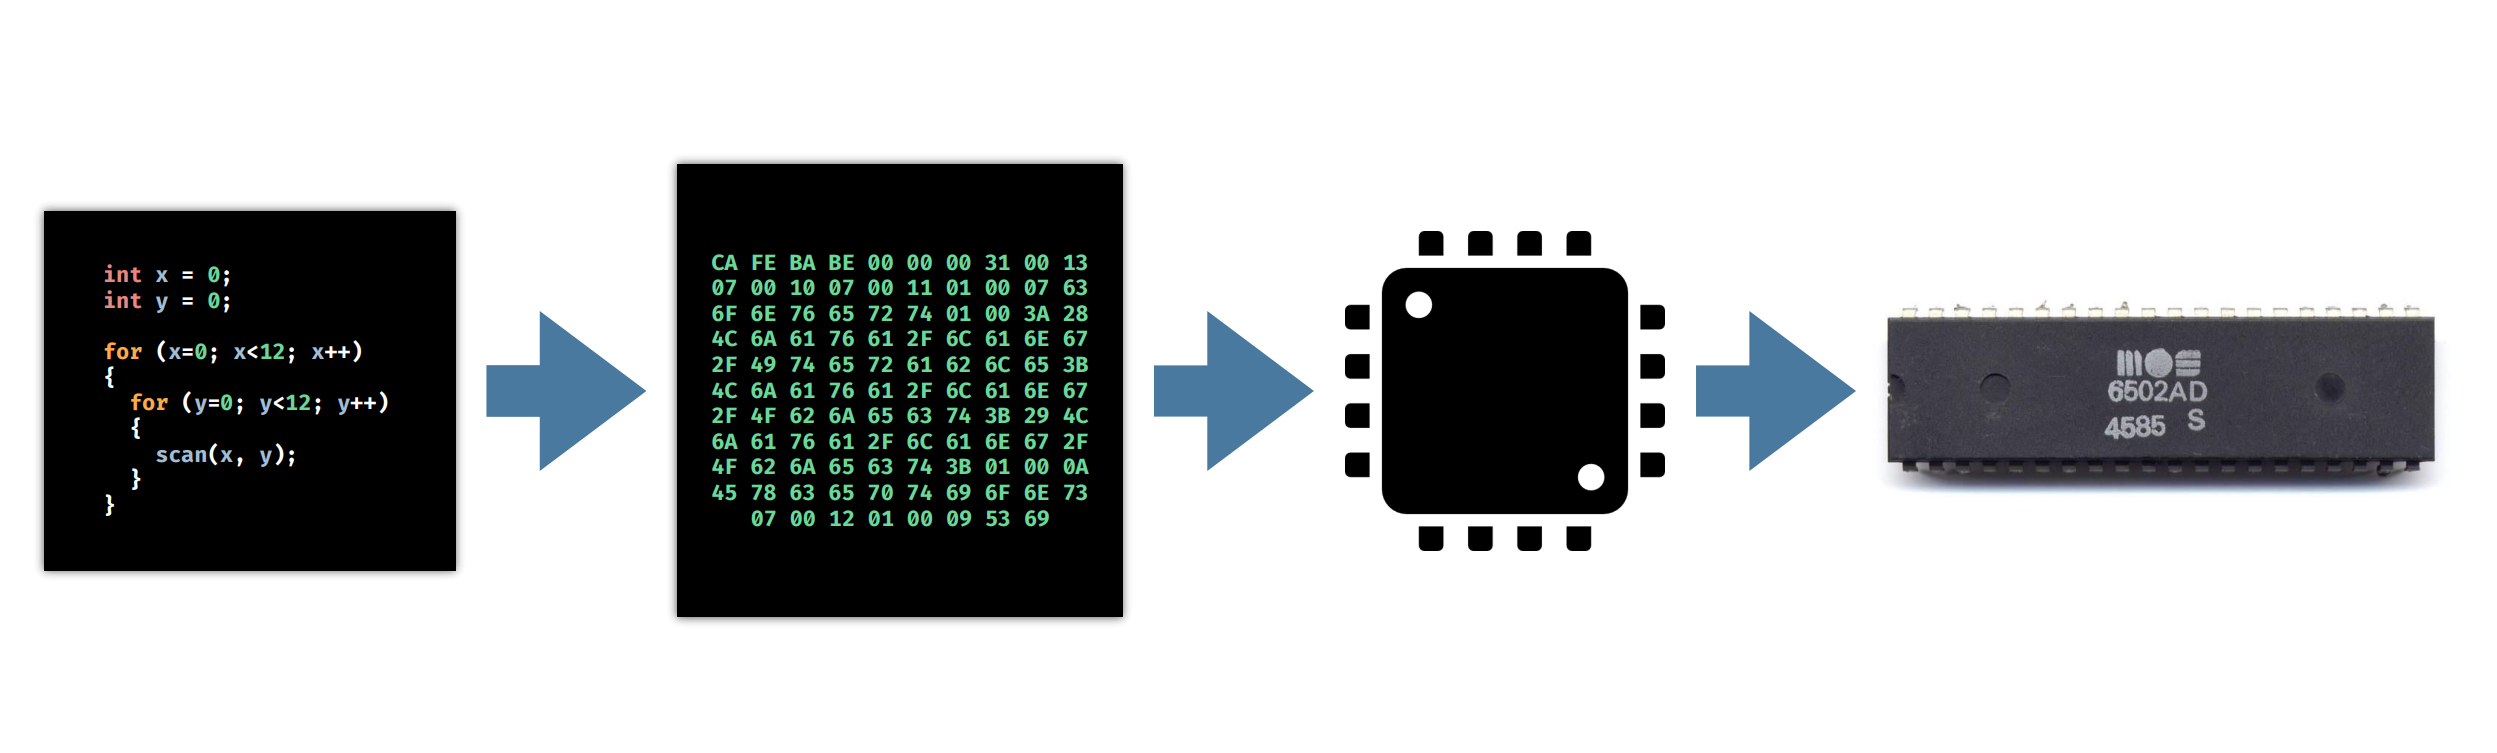 int x = 0;
int y = 0;
for (x=0; x<12; x++)
{
for (y=0; y<12; y++)
{
scan(x, y);
}
}
CA FE BA BE 00 00 00 31 00 13
07 00 10 07 00 11 01 00 07 63
6F 6E 76 65 72 74 01 00 3A 28
4C 6A 61 76 61 2F 6C 61 6E 67
2F 49 74 65 72 61 62 6C 65 3B
4C 6A 61 76 61 2F 6C 61 6E 67
2F 4F 62 6A 65 63 74 3B 29 4C
6A 61 76 61 2F 6C 61 6E 67 2F
4F 62 6A 65 63 74 3B 01 00 0A
45 78 63 65 70 74 69 6F 6E 73
07 00 12 01 00 09 53 69
mos
6502AD
4585 S